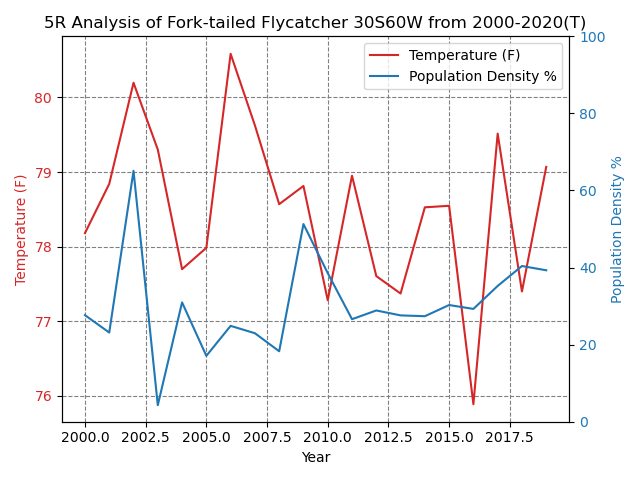 5R Analysis of Fork-tailed Flycatcher 30S60W from 2000-2020(T)
Temperature (F)
Population Density %
80
79
78
77
76
Temperature (F)
100
80
60
40
20
0
Population Density %
2000.0 2002.5 2005.0 2007.5 2010.0 2012.5 2015.0 2017.5
Year